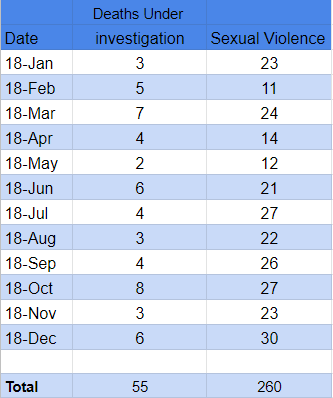 Deaths Under
Date investigation Sexual Violence
18-Jan 3 23
18-Feb 5 11
18-Mar 7 24
18-Apr 4 14
18-May 2 12
18-Jun 6 21
18-Jul 4 27
18-Aug 3 22
18-Sep 4 26
18-Oct 8 27
18-Nov 3 23
18-Dec 6 30
Total 55 260